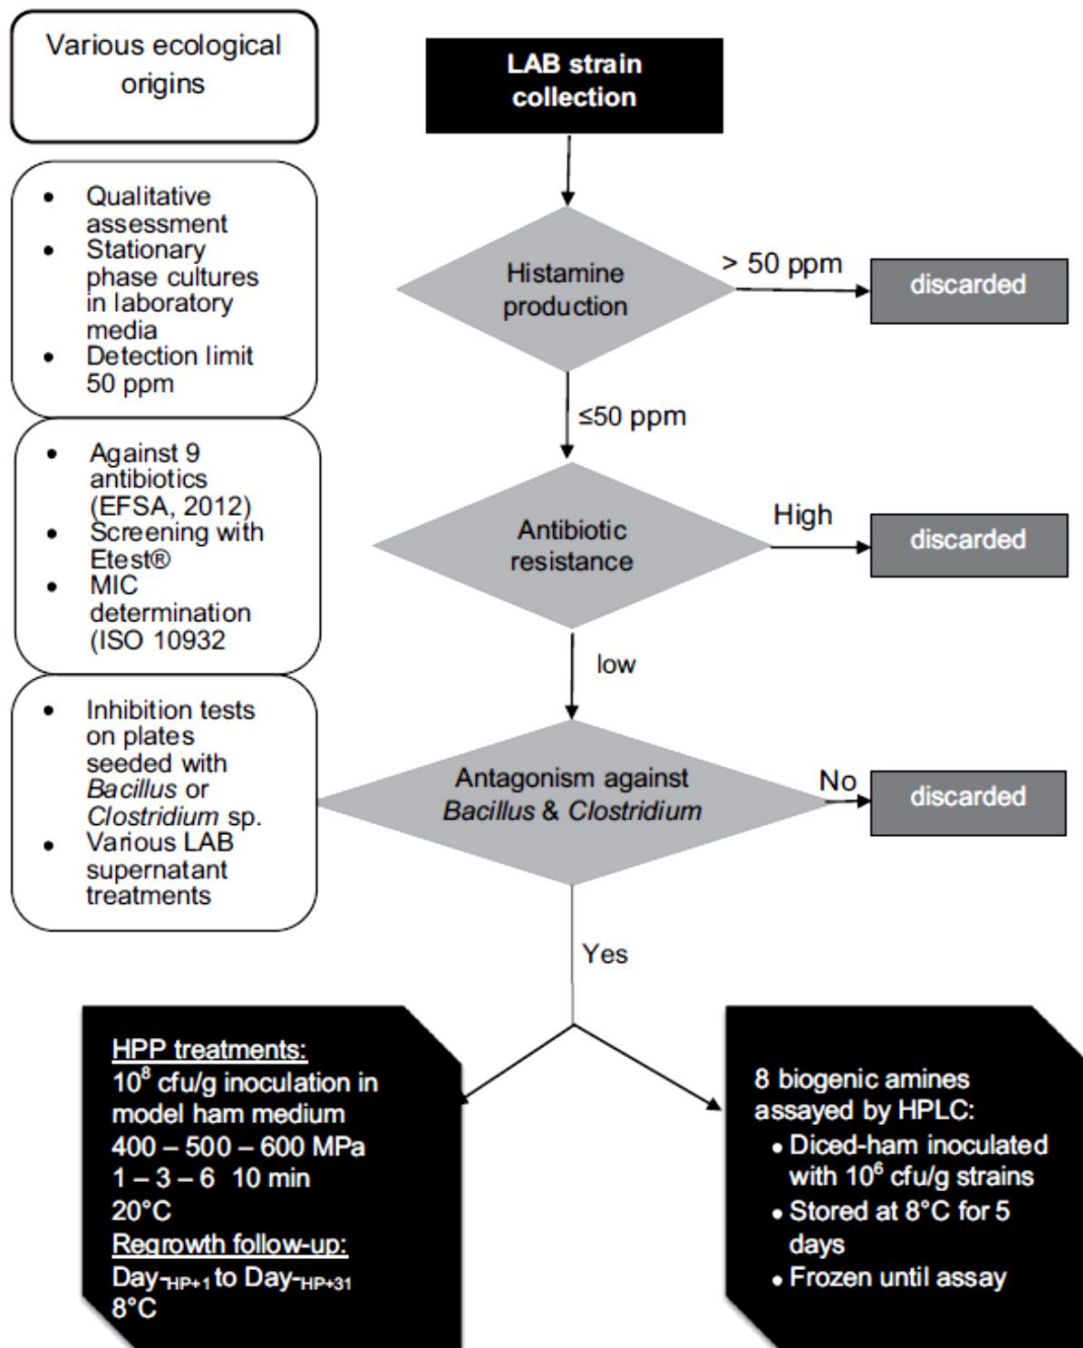 Various ecological
origins
LAB strain
collection
• Qualitative
assessment
• Stationary
phase cultures
in laboratory
media
• Detection limit
50 ppm
Histamine
production
> 50 ppm
discarded
≤50 ppm
• Against 9
antibiotics
(EFSA, 2012)
• Screening with
Etest®
• MIC
determination
(ISO 10932
Antibiotic
resistance
High
discarded
low
• Inhibition tests
on plates
seeded with
Bacillus or
Clostridium sp.
• Various LAB
supernatant
treatments
Antagonism against
Bacillus & Clostridium
No
discarded
Yes
HPP treatments:
10⁸ cfu/g inoculation in
model ham medium
400 – 500 – 600 MPa
1 – 3 – 6 10 min
20°C
Regrowth follow-up:
Day-HP+1 to Day-HP+31
8°C
8 biogenic amines
assayed by HPLC:
• Diced-ham inoculated
with 10⁶ cfu/g strains
• Stored at 8°C for 5
days
• Frozen until assay